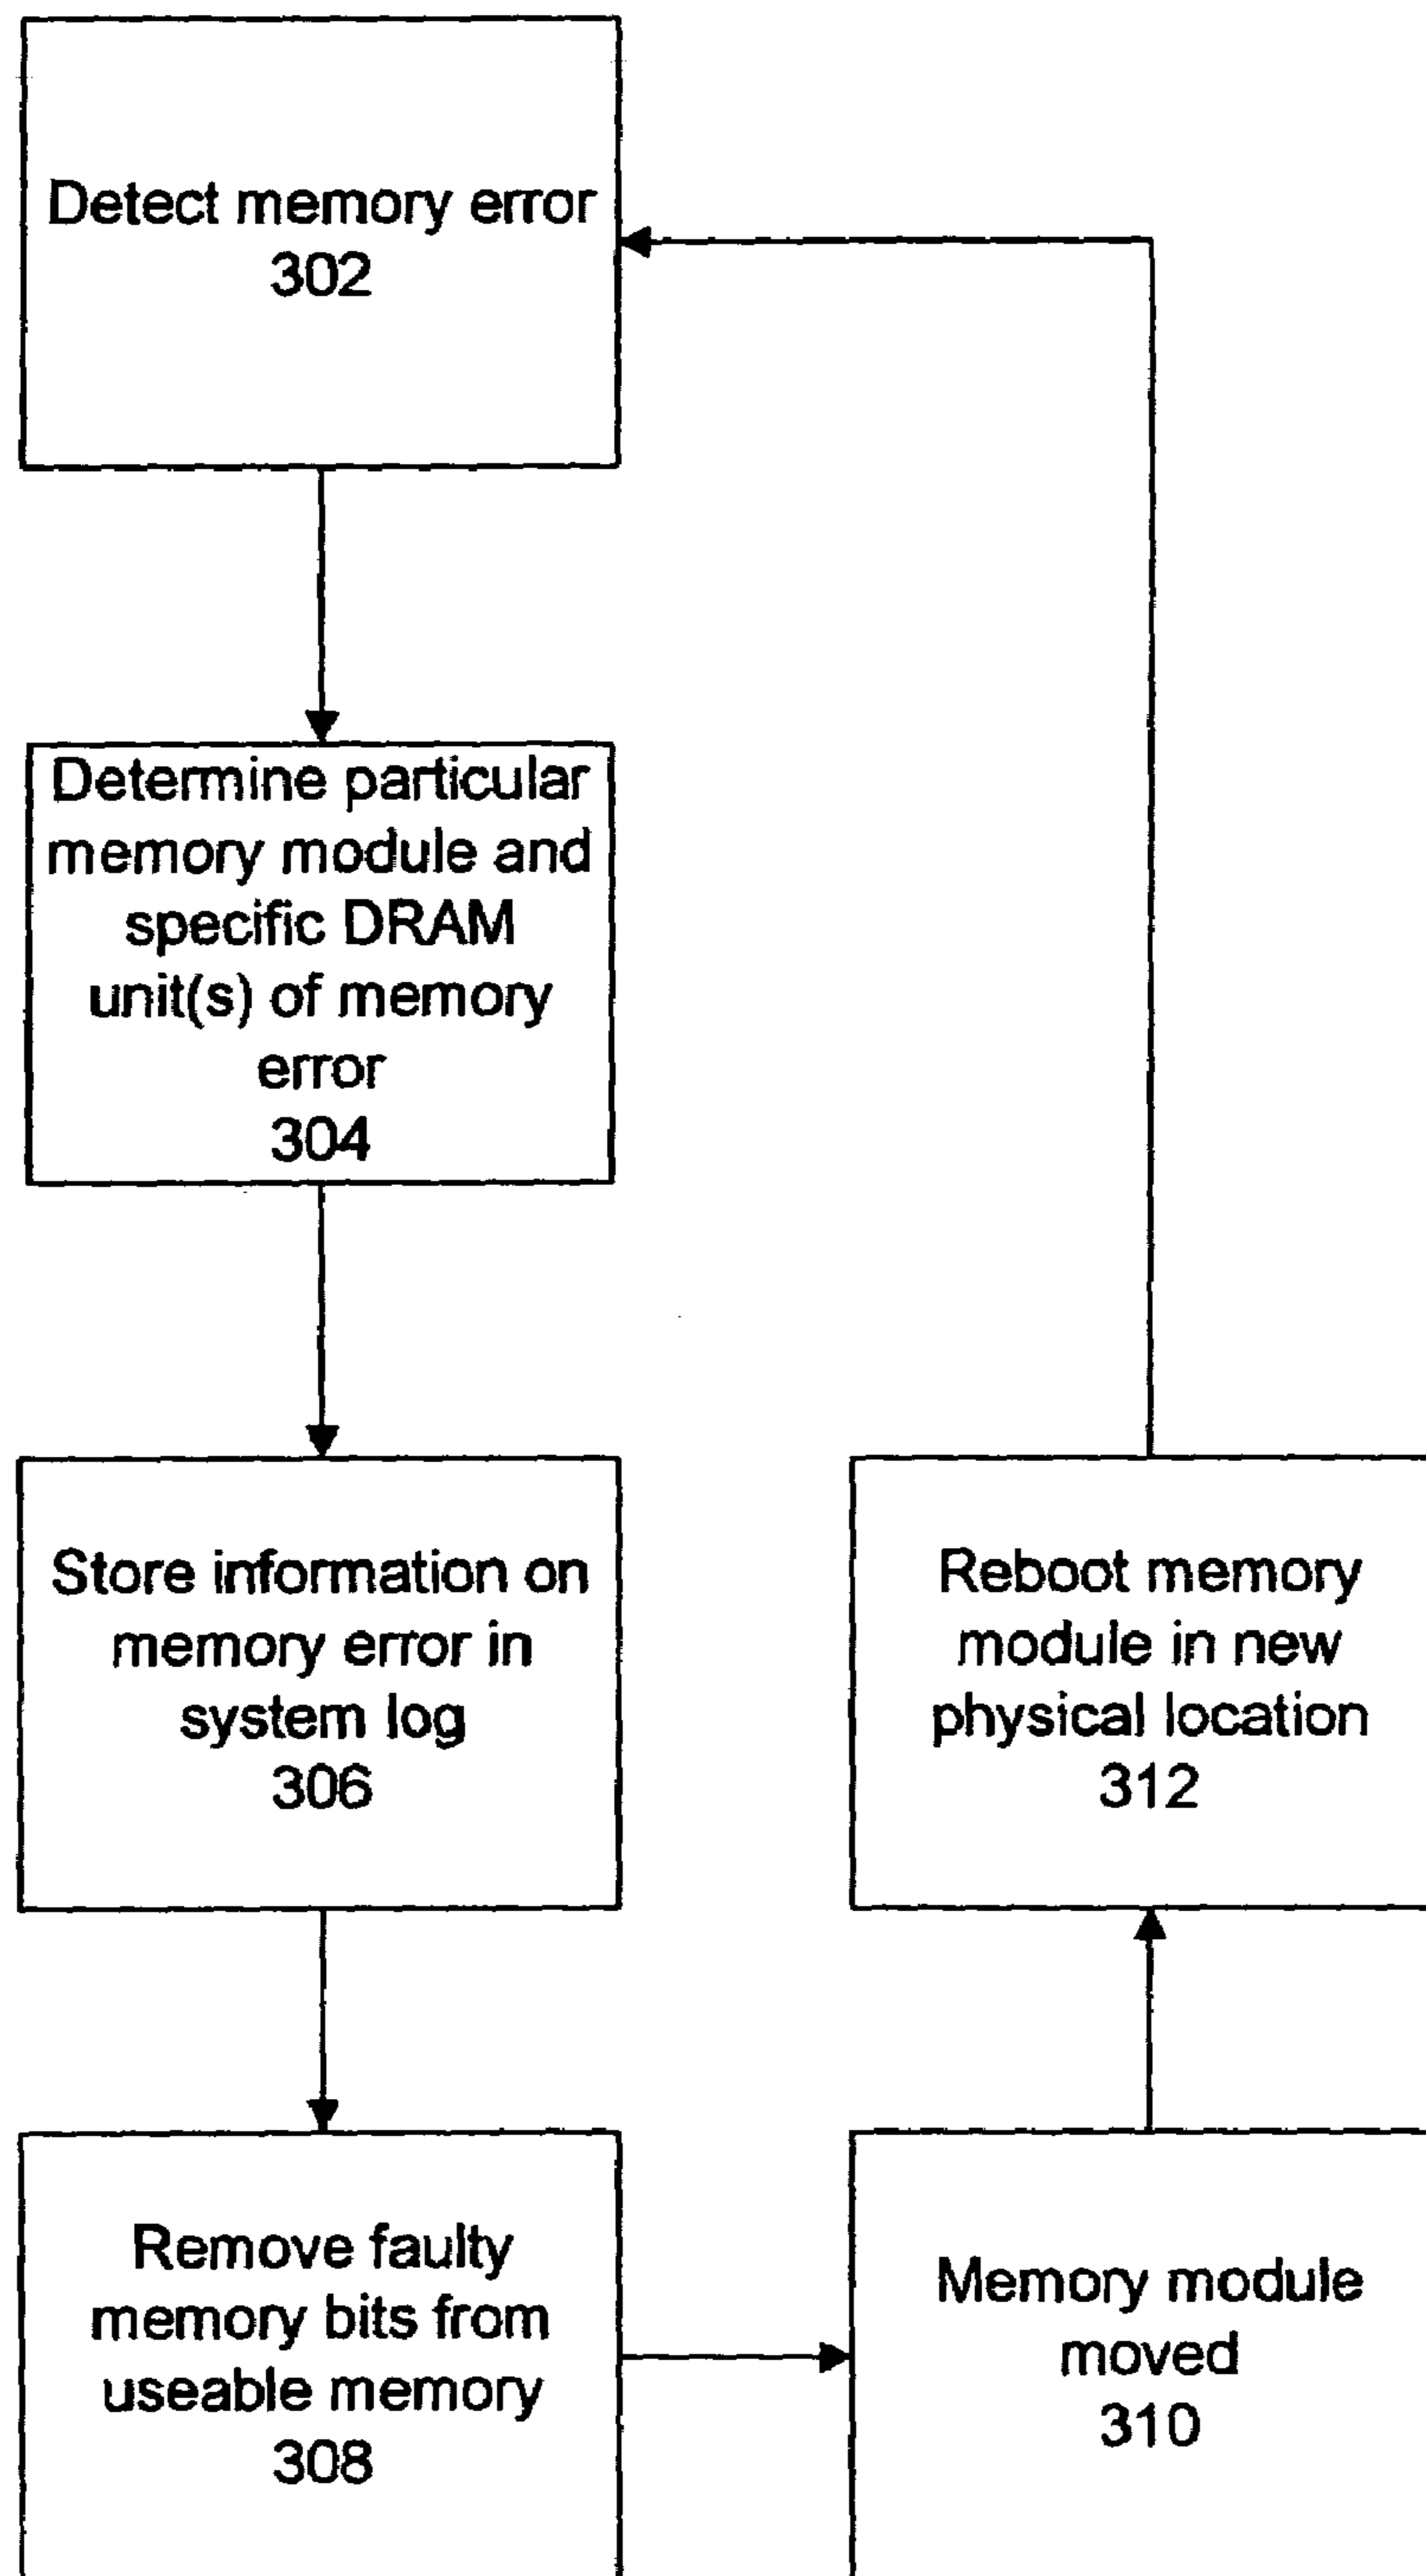 Detect memory error
302
Determine particular
memory module and
specific DRAM
unit(s) of memory
error
304
Store information on
memory error in
system log
306
Remove faulty
memory bits from
useable memory
308
Memory module
moved
310
Reboot memory
module in new
physical location
312